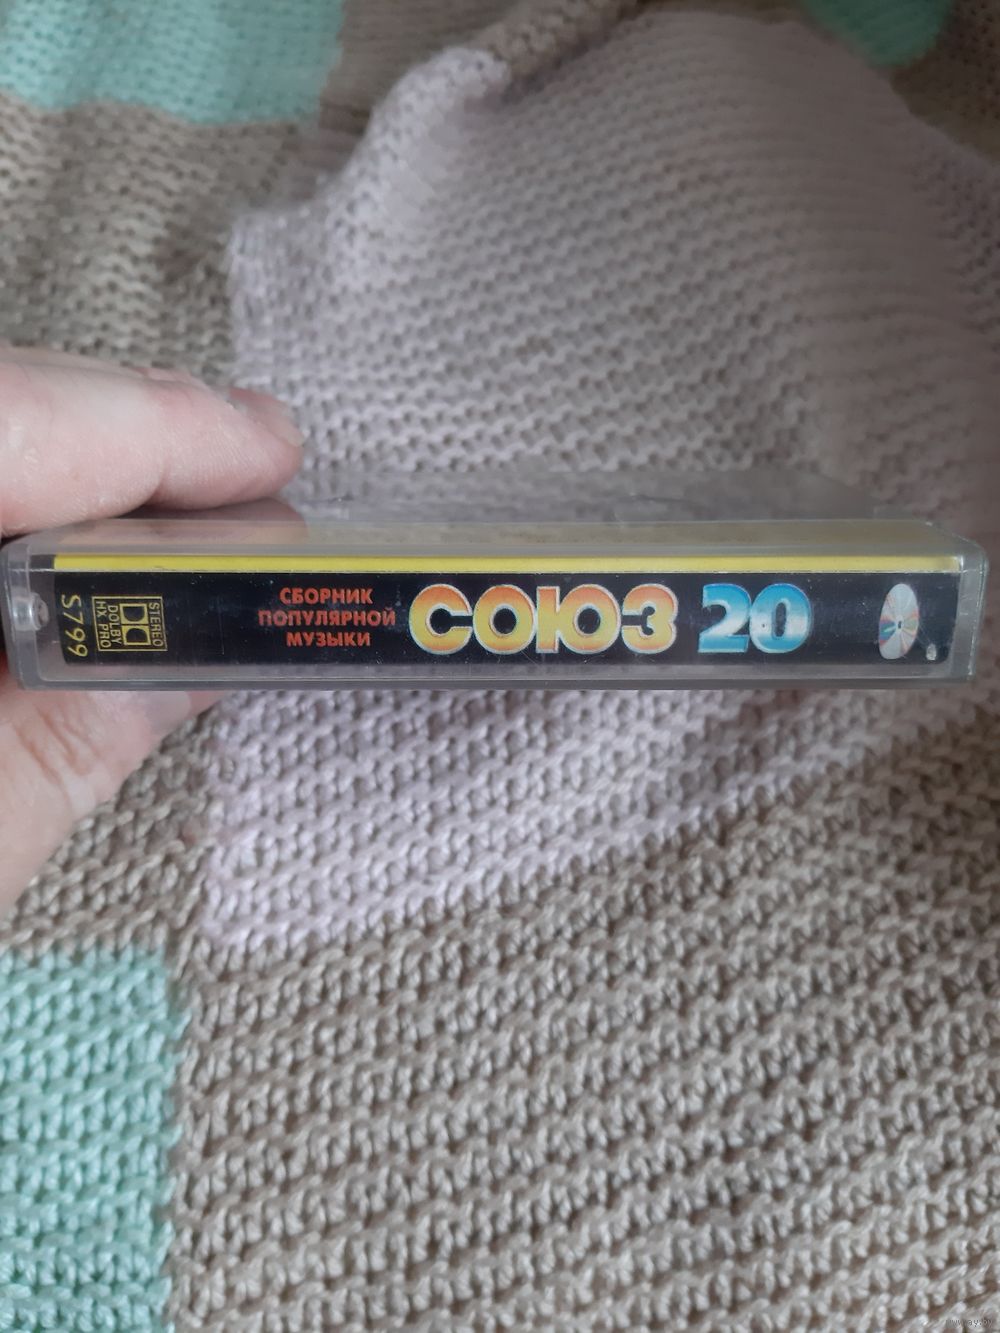 СБОРНИК
ПОПУЛЯРНОЙ
МУЗЫКИ
СОЮЗ 20
STEREO
DOLBY
HX PRO
S799